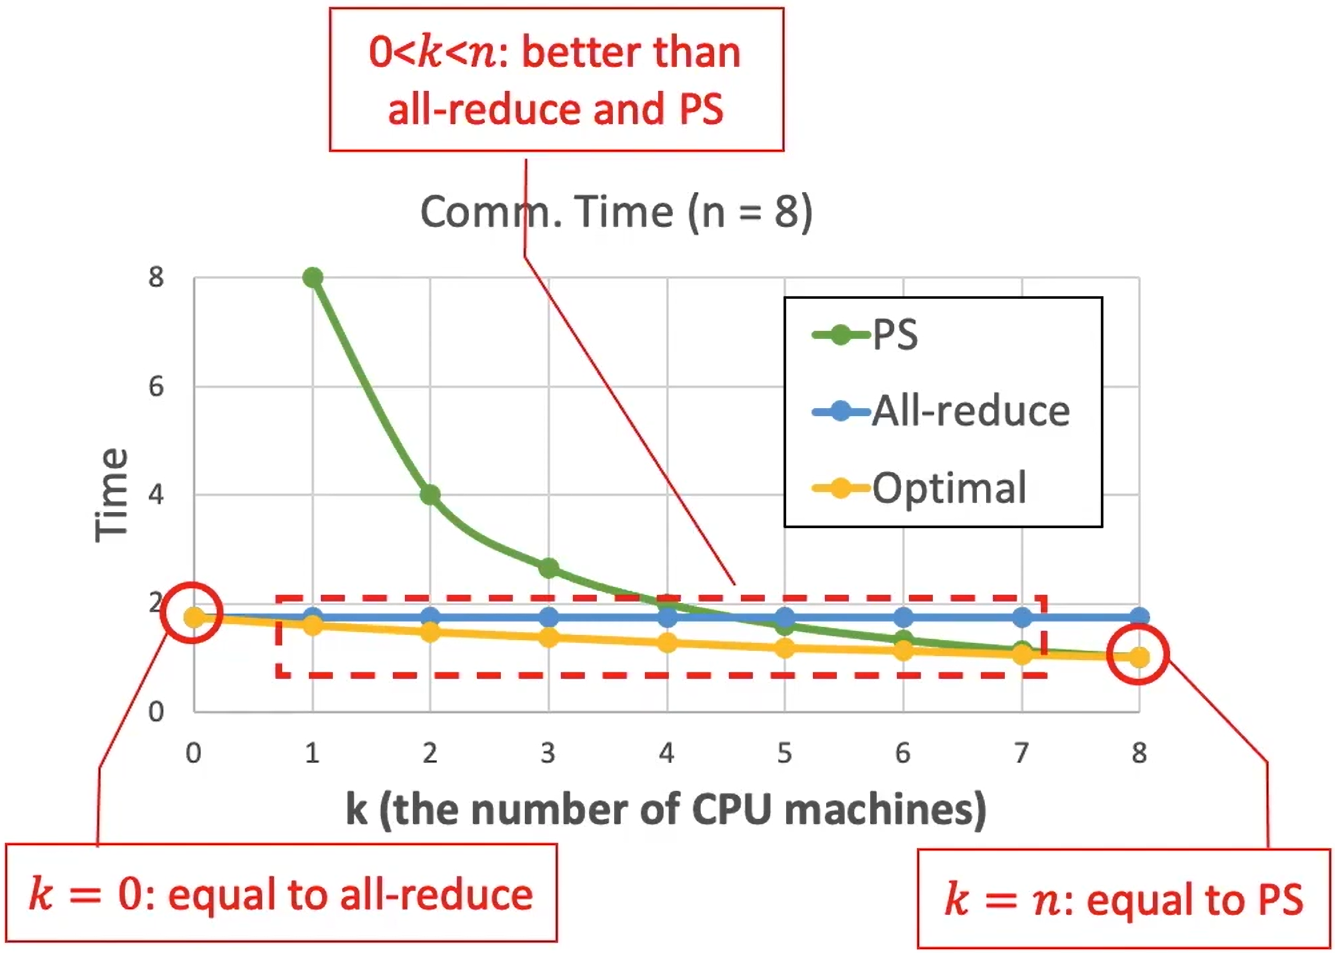 0<k<n: better than
all-reduce and PS
Comm. Time (n = 8)
8
6
4
2
0
Time
PS
All-reduce
Optimal
0 1 2 3 4 5 6 7 8
k (the number of CPU machines)
k = 0: equal to all-reduce
k = n: equal to PS